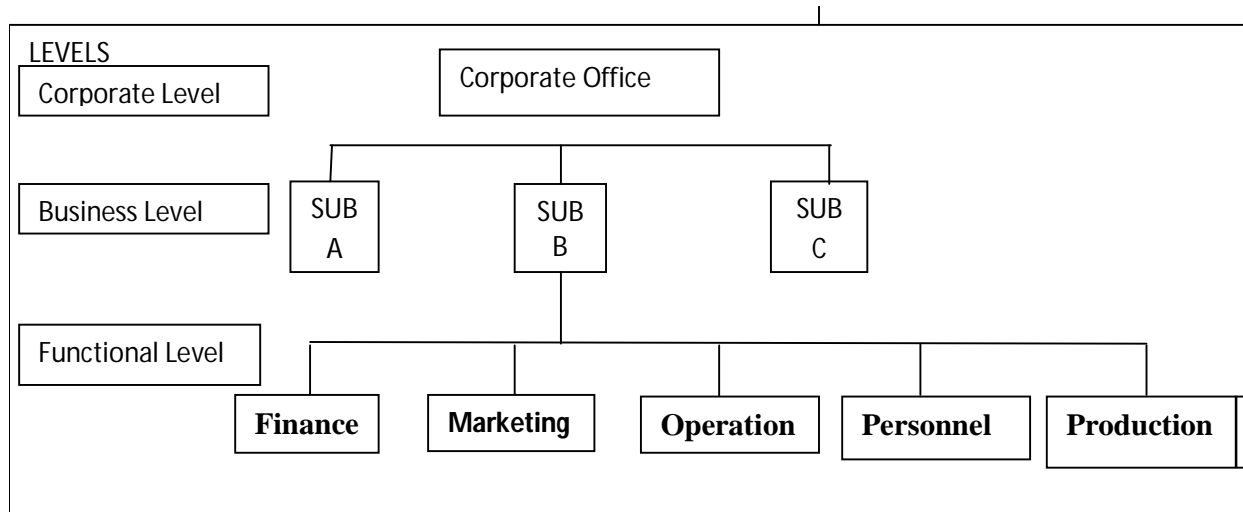 LEVELS
Corporate Level
Corporate Office
Business Level
SUB
A
SUB
B
SUB
C
Functional Level
Finance
Marketing
Operation
Personnel
Production